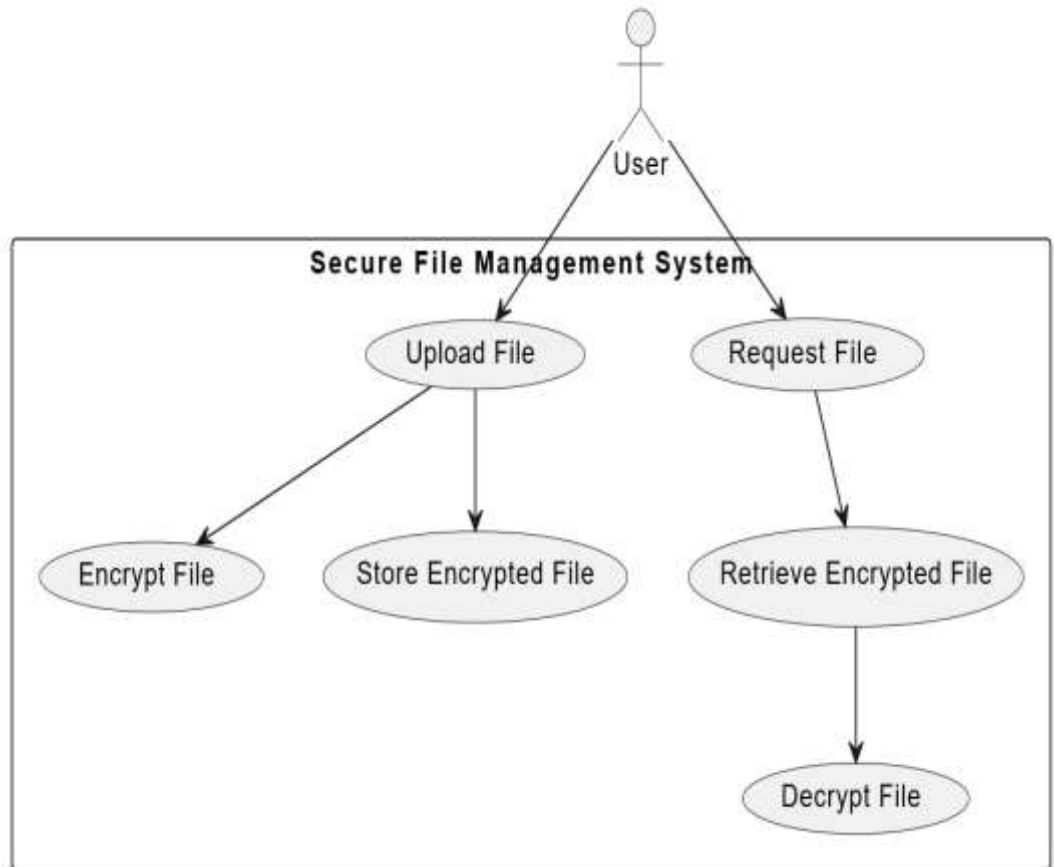 User
Secure File Management System
Upload File
Request File
Encrypt File
Store Encrypted File
Retrieve Encrypted File
Decrypt File